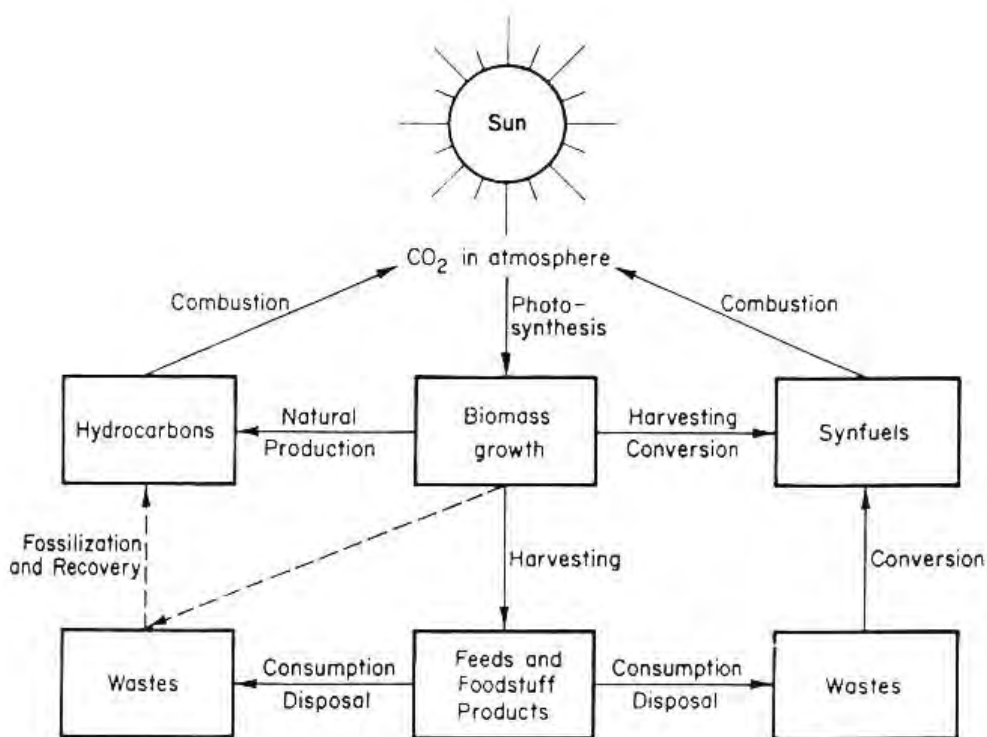 Sun
CO₂ in atmosphere
Combustion
Photo-
synthesis
Combustion
Hydrocarbons
Natural
Production
Biomass
growth
Harvesting
Conversion
Synfuels
Fossilization
and Recovery
Harvesting
Conversion
Wastes
Consumption
Disposal
Feeds and
Foodstuff
Products
Consumption
Disposal
Wastes